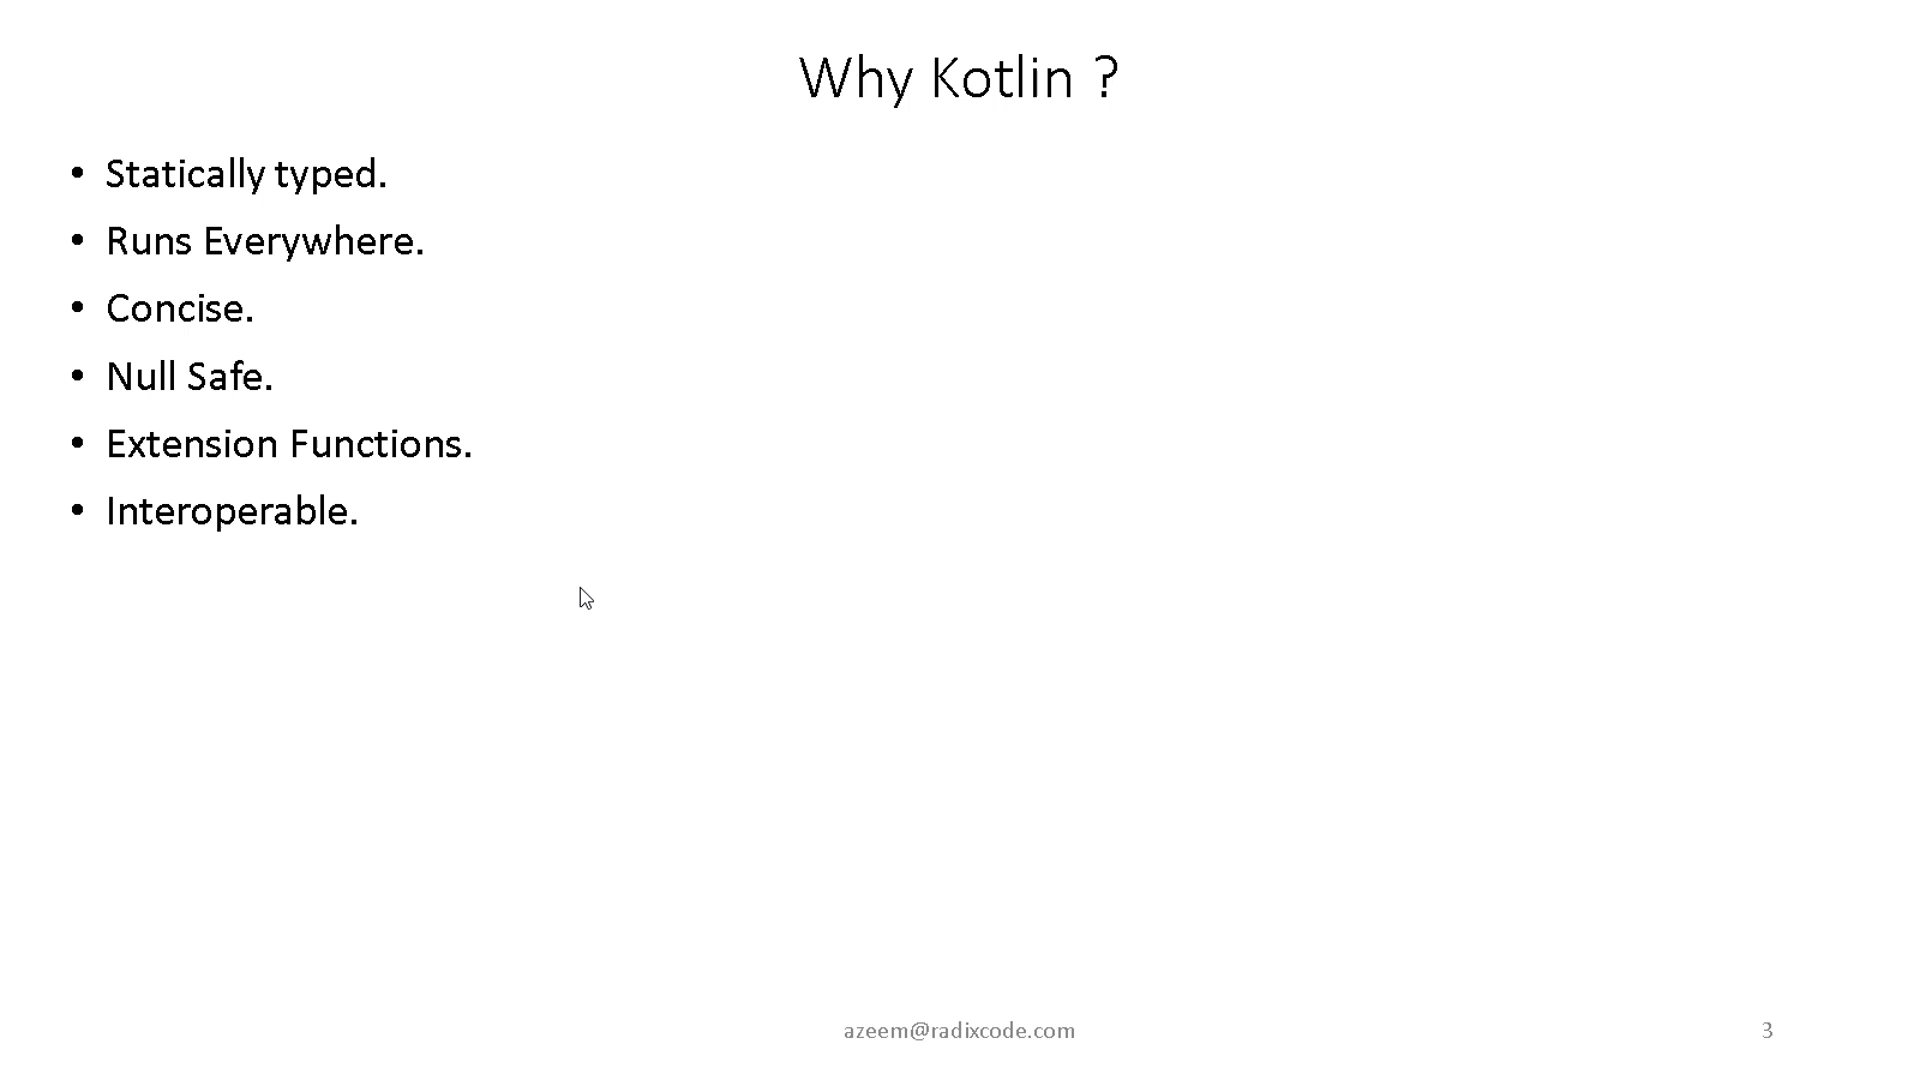 Why Kotlin ?
• Statically typed.
• Runs Everywhere.
• Concise.
• Null Safe.
• Extension Functions.
• Interoperable.
azeem@radixcode.com
3